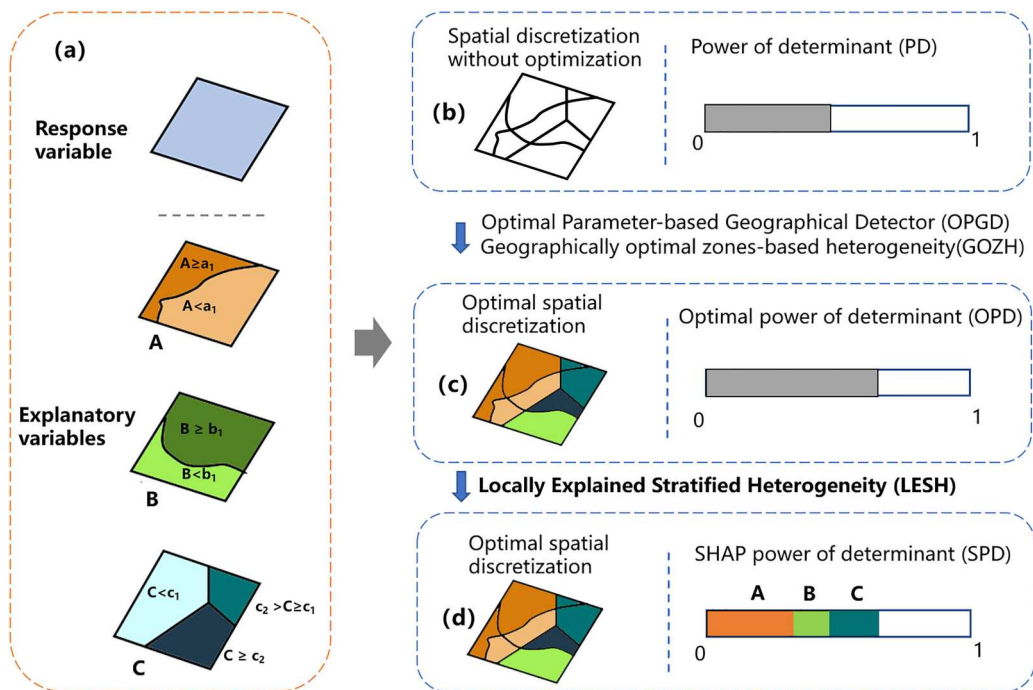 (a)
Response
variable
A≥a₁
A<a₁
A
Explanatory
variables
B ≥ b₁
B<b₁
B
C<c₁
c₂ >C≥c₁
C ≥ c₂
C
Spatial discretization
without optimization
(b)
Power of determinant (PD)
0
1
Optimal Parameter-based Geographical Detector (OPGD)
Geographically optimal zones-based heterogeneity(GOZH)
Optimal spatial
discretization
(c)
Optimal power of determinant (OPD)
0
1
Locally Explained Stratified Heterogeneity (LESH)
Optimal spatial
discretization
(d)
SHAP power of determinant (SPD)
A B C
0
1